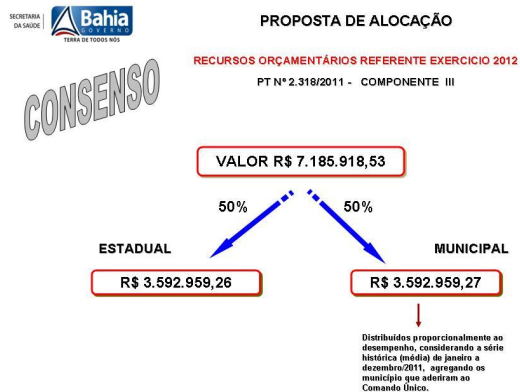 SECRETARIA
DA SAÚDE
Bahia
GOVERNO
TERRA DE TODOS NÓS
PROPOSTA DE ALOCAÇÃO
RECURSOS ORÇAMENTÁRIOS REFERENTE EXERCICIO 2012
PT Nº 2.318/2011 - COMPONENTE III
CONSENSO
VALOR R$ 7.185.918,53
50% 50%
ESTADUAL MUNICIPAL
R$ 3.592.959,26 R$ 3.592.959,27
Distribuídos proporcionalmente ao
desempenho, considerando a série
histórica (média) de janeiro a
dezembro/2011, agregando os
município que aderiram ao
Comando Único.